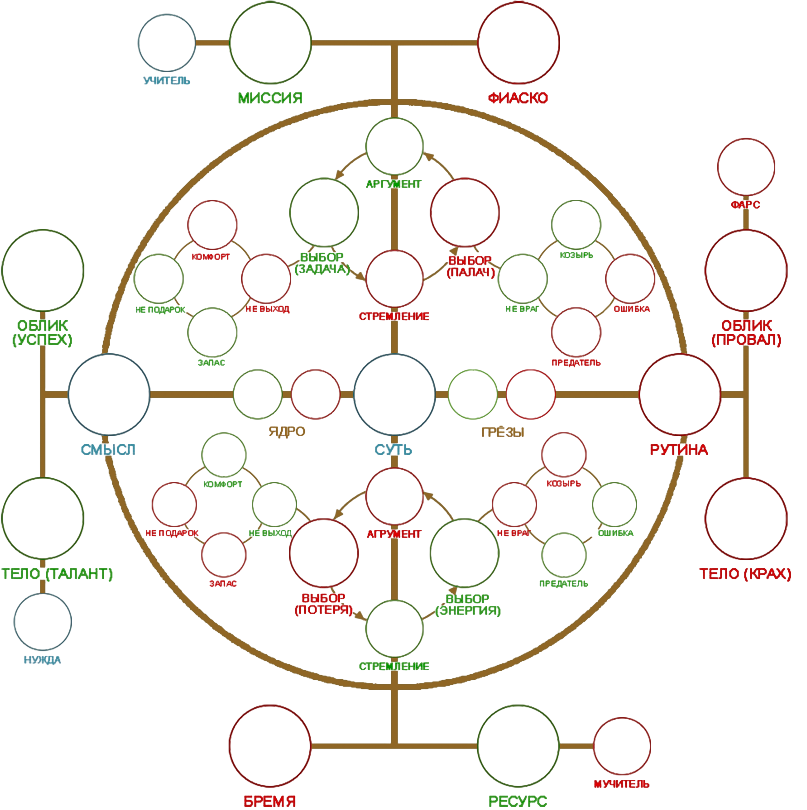 УЧИТЕЛЬ
МИССИЯ
ФИАСКО
АРГУМЕНТ
ФАРС
КОМФОРТ
ВЫБОР
(ЗАДАЧА)
ВЫБОР
(ПАЛАЧ)
КОЗЫРЬ
НЕ ПОДАРОК
НЕ ВЫХОД
СТРЕМЛЕНИЕ
НЕ ВРАГ
ОШИБКА
ОБЛИК
(УСПЕХ)
ОБЛИК
(ПРОВАЛ)
ЗАПАС
ПРЕДАТЕЛЬ
СМЫСЛ
ЯДРО
СУТЬ
ГРЁЗЫ
РУТИНА
КОМФОРТ
КОЗЫРЬ
НЕ ПОДАРОК
НЕ ВЫХОД
АГРУМЕНТ
НЕ ВРАГ
ОШИБКА
ТЕЛО (ТАЛАНТ)
ЗАПАС
ВЫБОР
(ПОТЕРЯ)
ВЫБОР
(ЭНЕРГИЯ)
ПРЕДАТЕЛЬ
ТЕЛО (КРАХ)
НУЖДА
СТРЕМЛЕНИЕ
БРЕМЯ
РЕСУРС
МУЧИТЕЛЬ